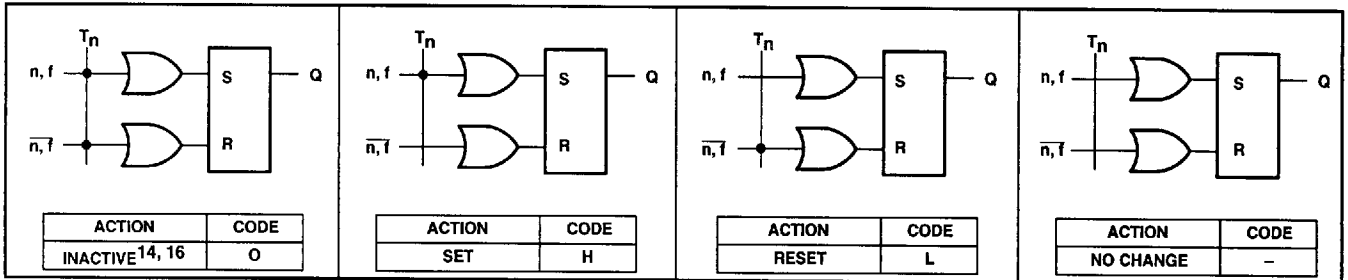 Tn
n, f
S
Q
n, f
R
ACTION CODE
INACTIVE14, 16 O
Tn
n, f
S
Q
n, f
R
ACTION CODE
SET H
Tn
n, f
S
Q
n, f
R
ACTION CODE
RESET L
Tn
n, f
S
Q
n, f
R
ACTION CODE
NO CHANGE –